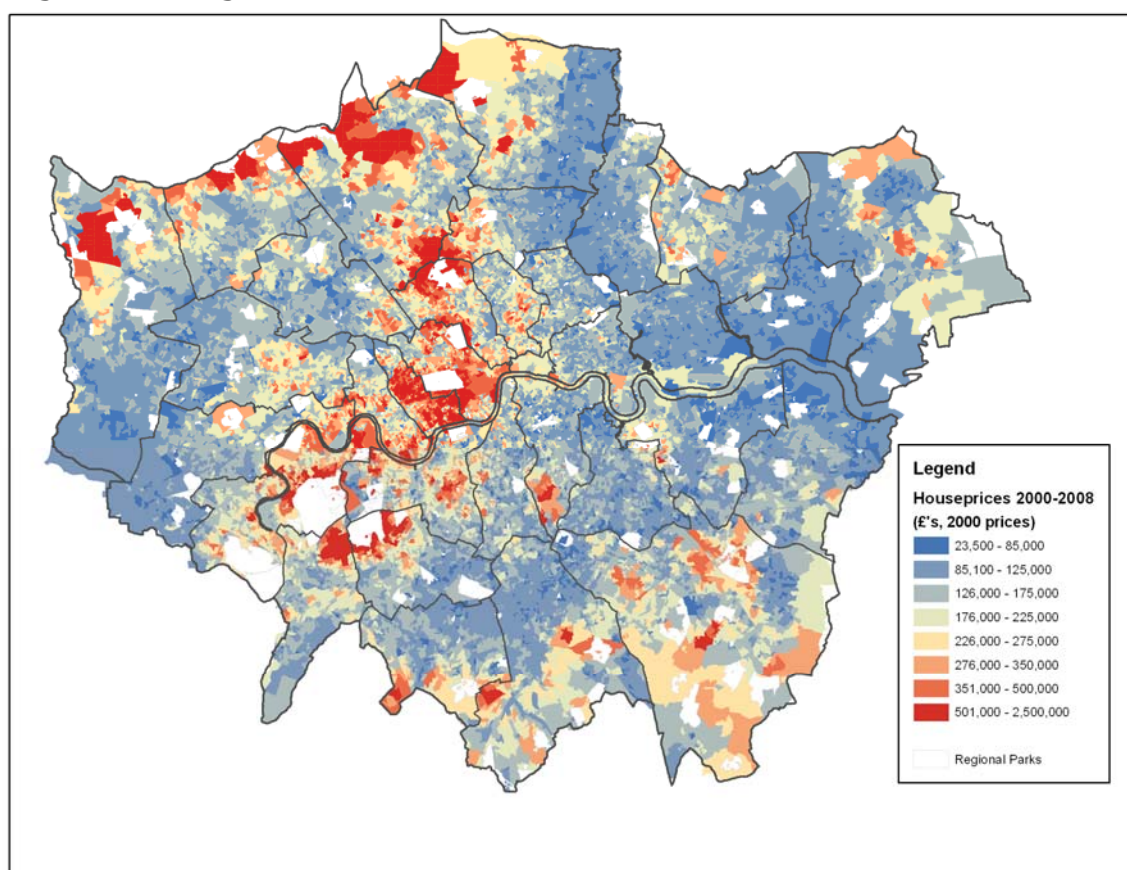 Legend
Houseprices 2000-2008
(£'s, 2000 prices)
23,500 - 85,000
85,100 - 125,000
126,000 - 175,000
176,000 - 225,000
226,000 - 275,000
276,000 - 350,000
351,000 - 500,000
501,000 - 2,500,000
Regional Parks